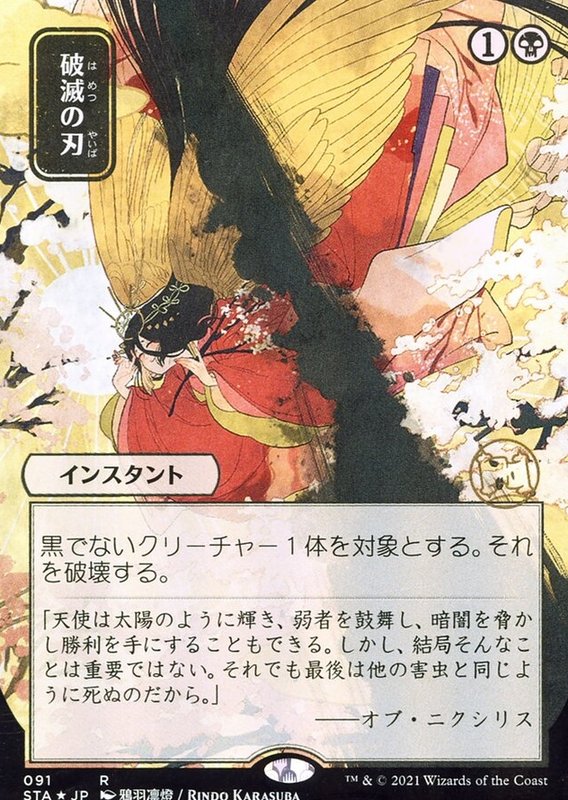 破滅の刃
は めつ
やいば
1
インスタント
黒でないクリーチャー1体を対象とする。それ
を破壊する。
「天使は太陽のように輝き、弱者を鼓舞し、暗闇を脅か
し勝利を手にすることもできる。しかし、結局そんなこ
とは重要ではない。それでも最後は他の害虫と同じよ
うに死ぬのだから。」
――オブ・ニクシリス
091 R
STA★JP 鴉羽凛燈 / RINDO KARASUBA
™ & © 2021 Wizards of the Coast